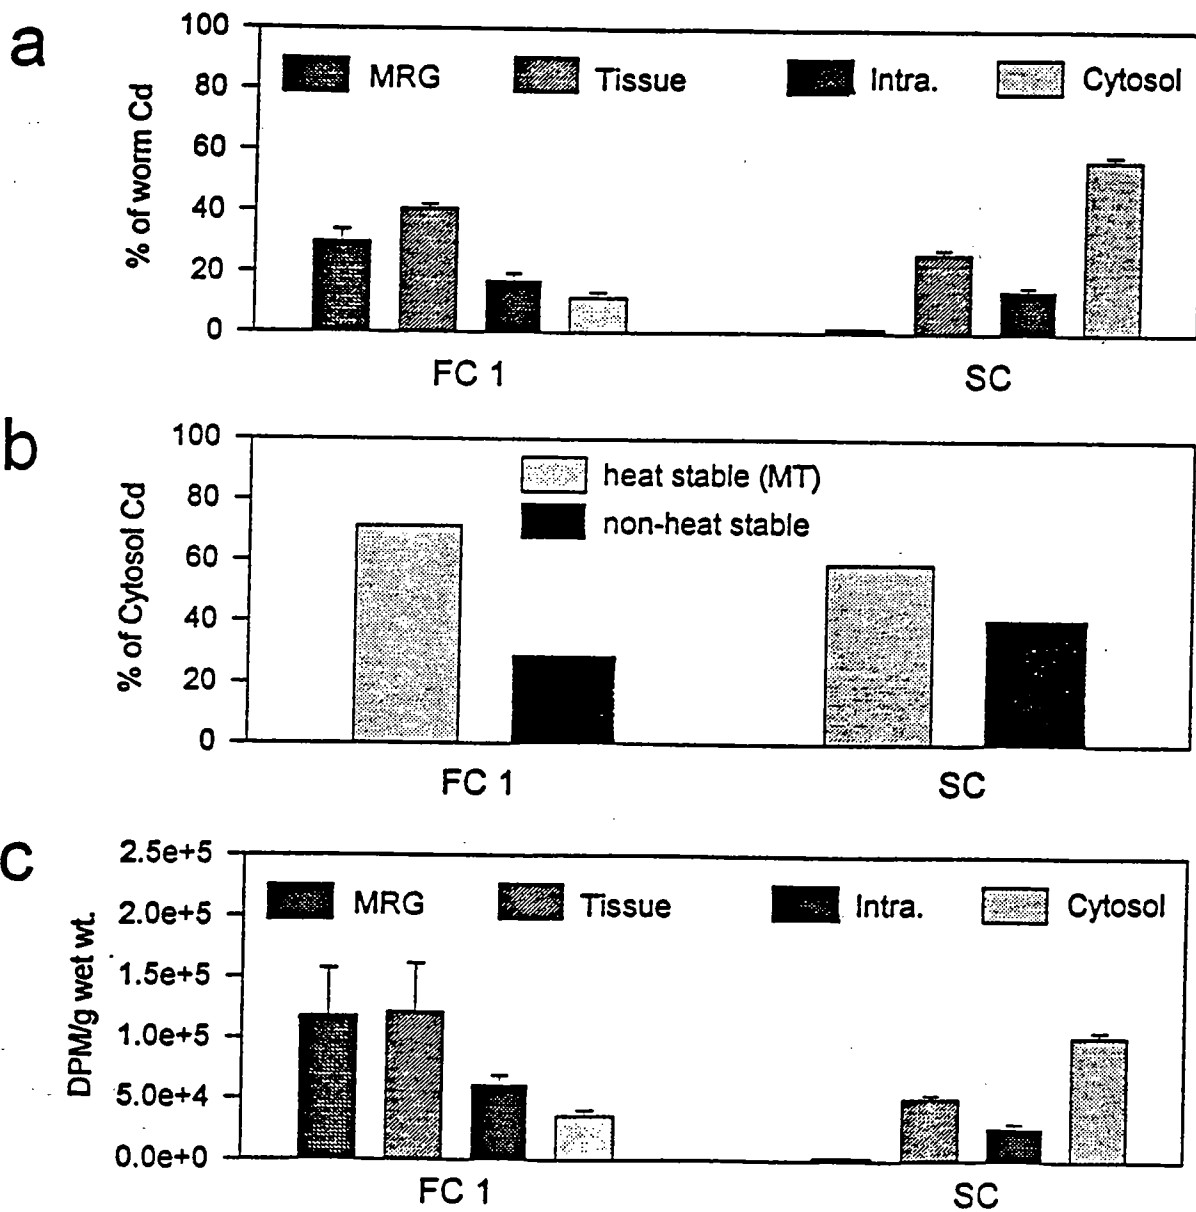 a
100
80
60
40
20
0
% of worm Cd
MRG Tissue Intra. Cytosol
FC 1 SC
b
100
80
60
40
20
0
% of Cytosol Cd
heat stable (MT)
non-heat stable
FC 1 SC
c
2.5e+5
2.0e+5
1.5e+5
1.0e+5
5.0e+4
0.0e+0
DPM/g wet wt.
MRG Tissue Intra. Cytosol
FC 1 SC